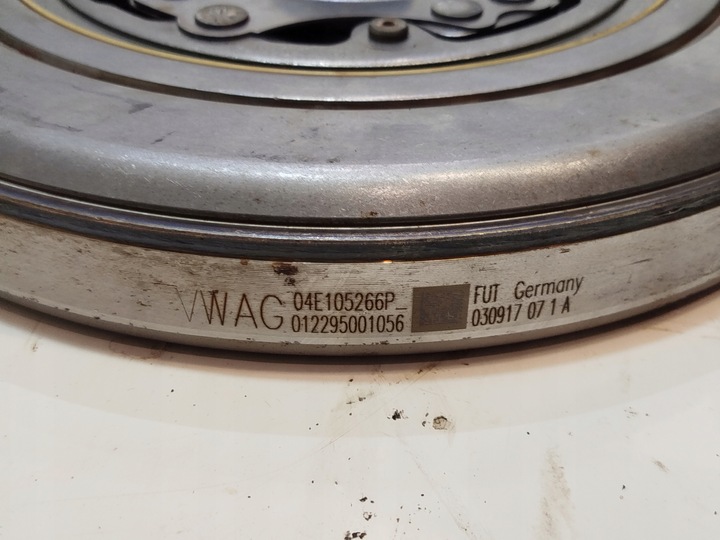 VWAG
04E105266P
012295001056
FUT Germany
030917 07 1 A